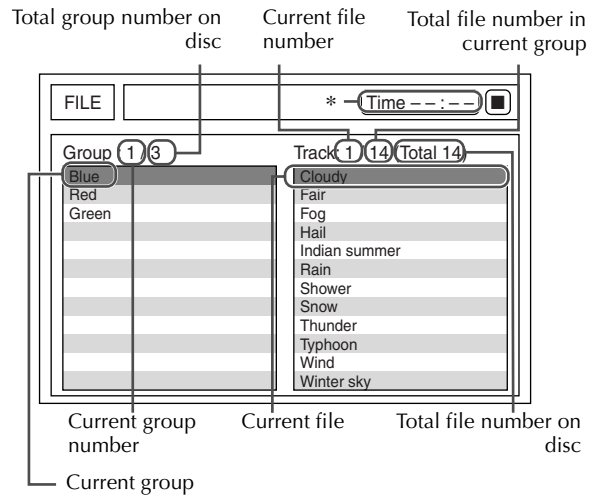 Total group number on
disc
Current file
number
Total file number in
current group
FILE
* Time – – : – –
Group 1 / 3
Track 1 / 14 (Total 14)
Blue
Red
Green
Cloudy
Fair
Fog
Hail
Indian summer
Rain
Shower
Snow
Thunder
Typhoon
Wind
Winter sky
Current group
number
Current file
Total file number on
disc
Current group